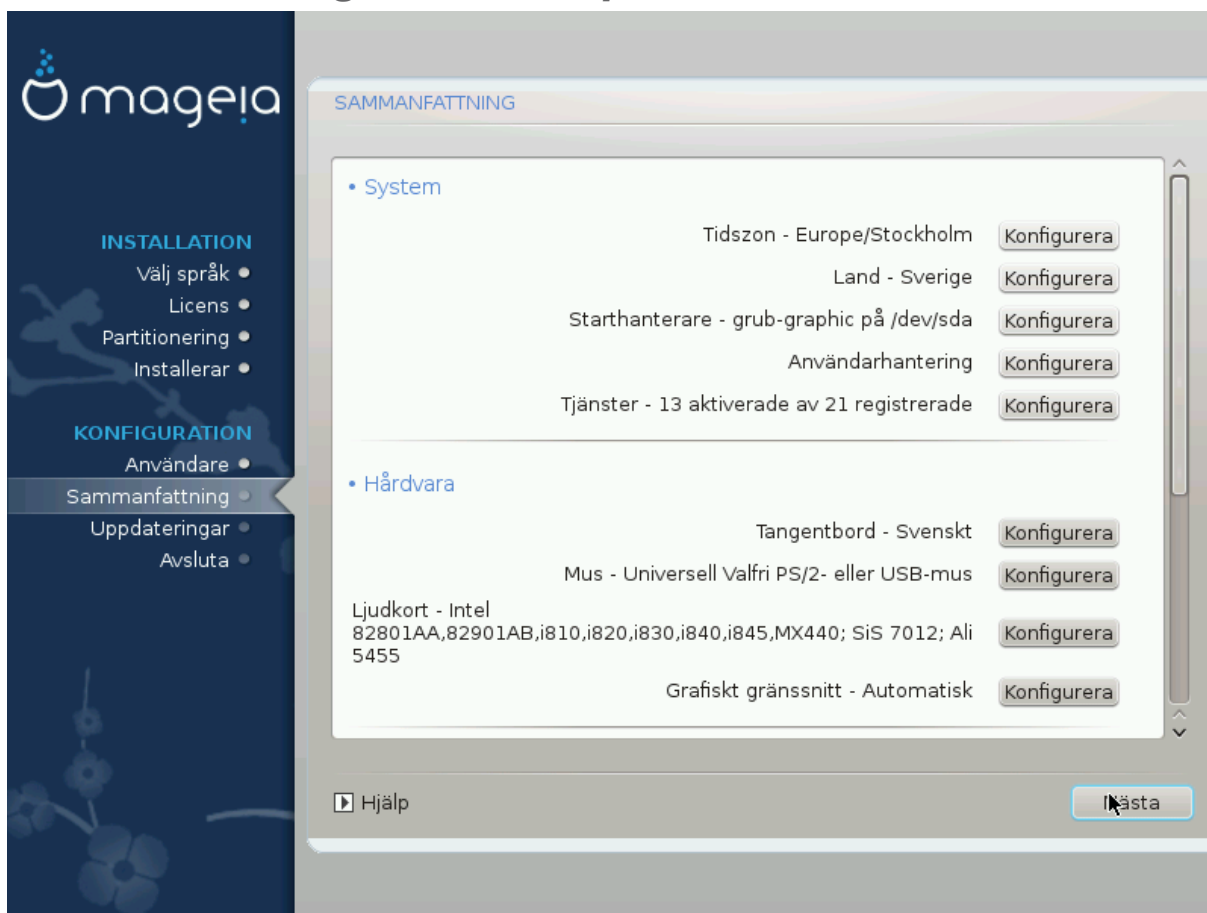 mageia
INSTALLATION
Välj språk
Licens
Partitionering
Installerar
KONFIGURATION
Användare
Sammanfattning
Uppdateringar
Avsluta
SAMMANFATTNING
• System
Tidszon - Europe/Stockholm Konfigurera
Land - Sverige Konfigurera
Starthanterare - grub-graphic på /dev/sda Konfigurera
Användarhantering Konfigurera
Tjänster - 13 aktiverade av 21 registrerade Konfigurera
• Hårdvara
Tangentbord - Svenskt Konfigurera
Mus - Universell Valfri PS/2- eller USB-mus Konfigurera
Ljudkort - Intel
82801AA,82901AB,i810,i820,i830,i840,i845,MX440; SiS 7012; Ali Konfigurera
5455
Grafiskt gränssnitt - Automatisk Konfigurera
Hjälp
Nästa